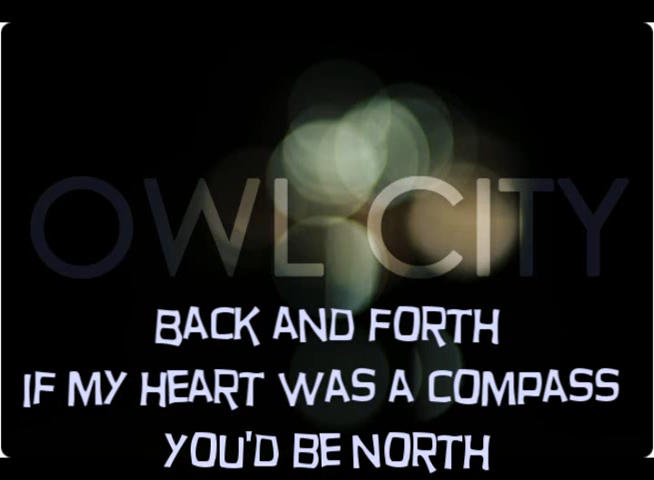 OWL CITY
BACK AND FORTH
IF MY HEART WAS A COMPASS
YOU'D BE NORTH